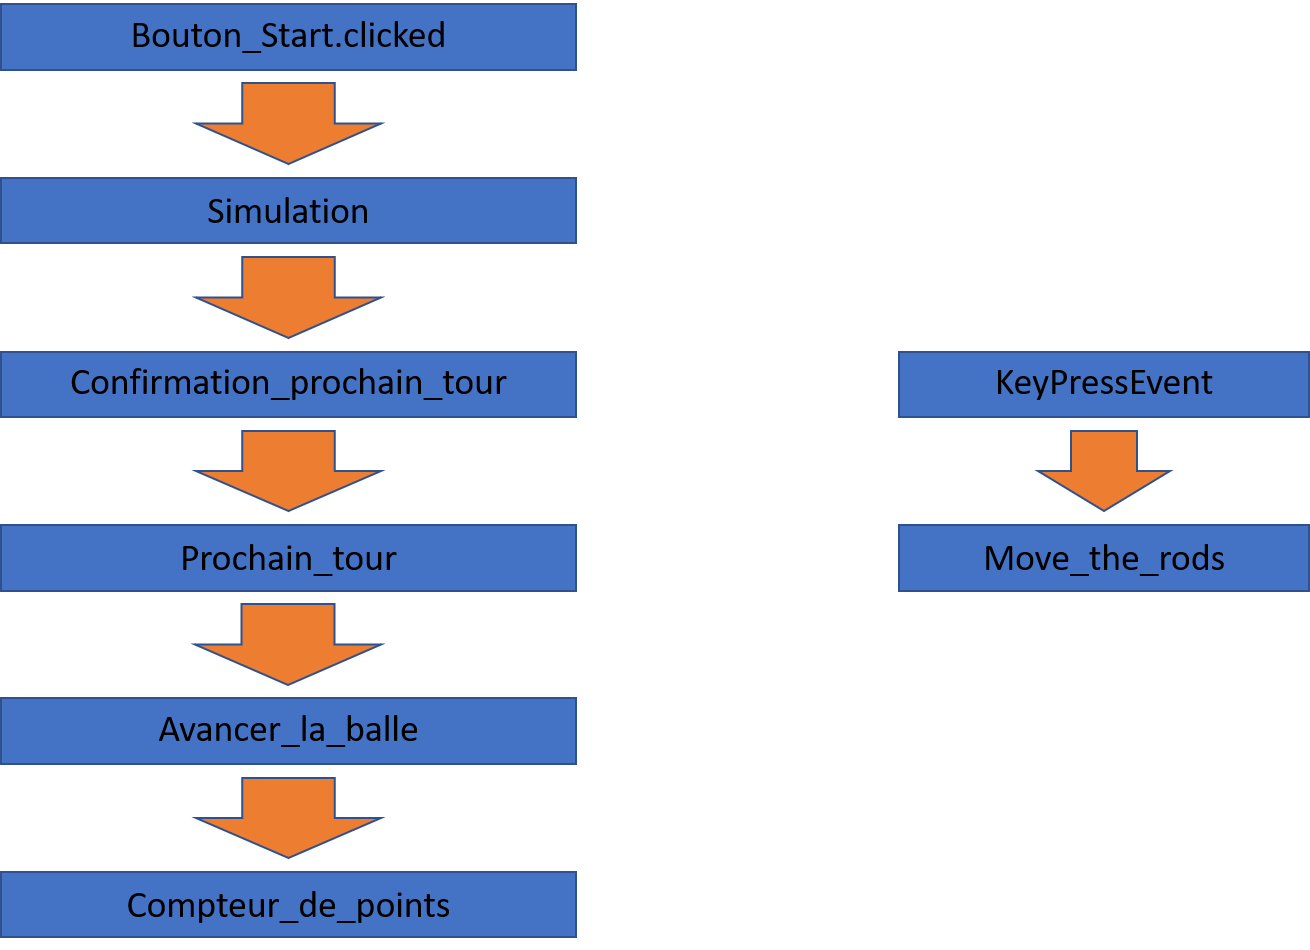 Bouton_Start.clicked
Simulation
Confirmation_prochain_tour
Prochain_tour
Avancer_la_balle
Compteur_de_points
KeyPressEvent
Move_the_rods